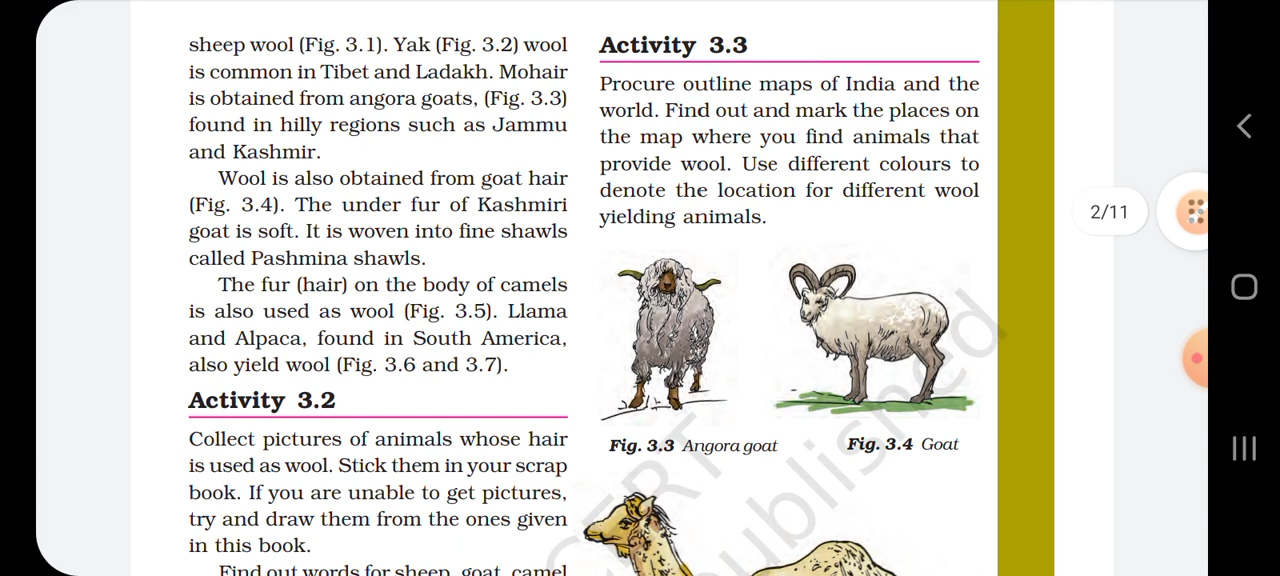 sheep wool (Fig. 3.1). Yak (Fig. 3.2) wool
is common in Tibet and Ladakh. Mohair
is obtained from angora goats, (Fig. 3.3)
found in hilly regions such as Jammu
and Kashmir.
Wool is also obtained from goat hair
(Fig. 3.4). The under fur of Kashmiri
goat is soft. It is woven into fine shawls
called Pashmina shawls.
The fur (hair) on the body of camels
is also used as wool (Fig. 3.5). Llama
and Alpaca, found in South America,
also yield wool (Fig. 3.6 and 3.7).
Activity 3.2
Collect pictures of animals whose hair
is used as wool. Stick them in your scrap
book. If you are unable to get pictures,
try and draw them from the ones given
in this book.
Find out words for sheep, goat, camel
Activity 3.3
Procure outline maps of India and the
world. Find out and mark the places on
the map where you find animals that
provide wool. Use different colours to
denote the location for different wool
yielding animals.
Fig. 3.3 Angora goat
Fig. 3.4 Goat
2/11